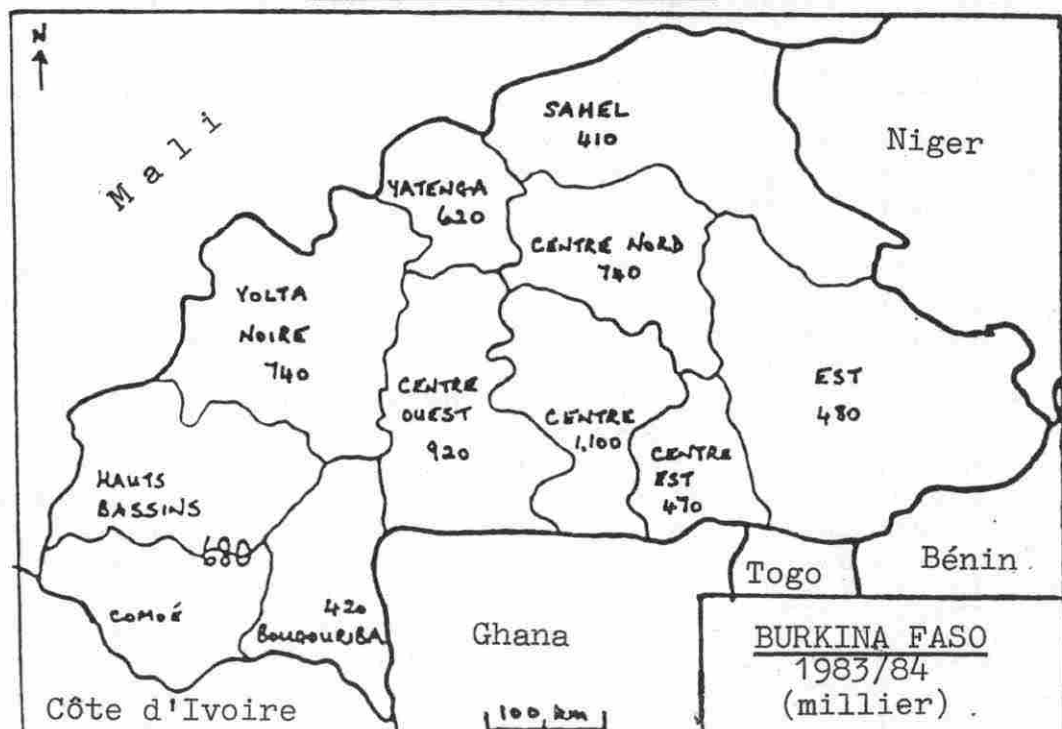 N
Mali
SAHEL
410
Niger
YATENGA
620
CENTRE NORD
740
VOLTA
NOIRE
740
EST
480
CENTRE
OUEST
920
CENTRE
1,100
CENTRE
EST
470
HAUTS
BASSINS
680
COMOÉ
420
BOUGOURIBA
Ghana
Togo
Bénin
Côte d'Ivoire
100 km
BURKINA FASO
1983/84
(millier)